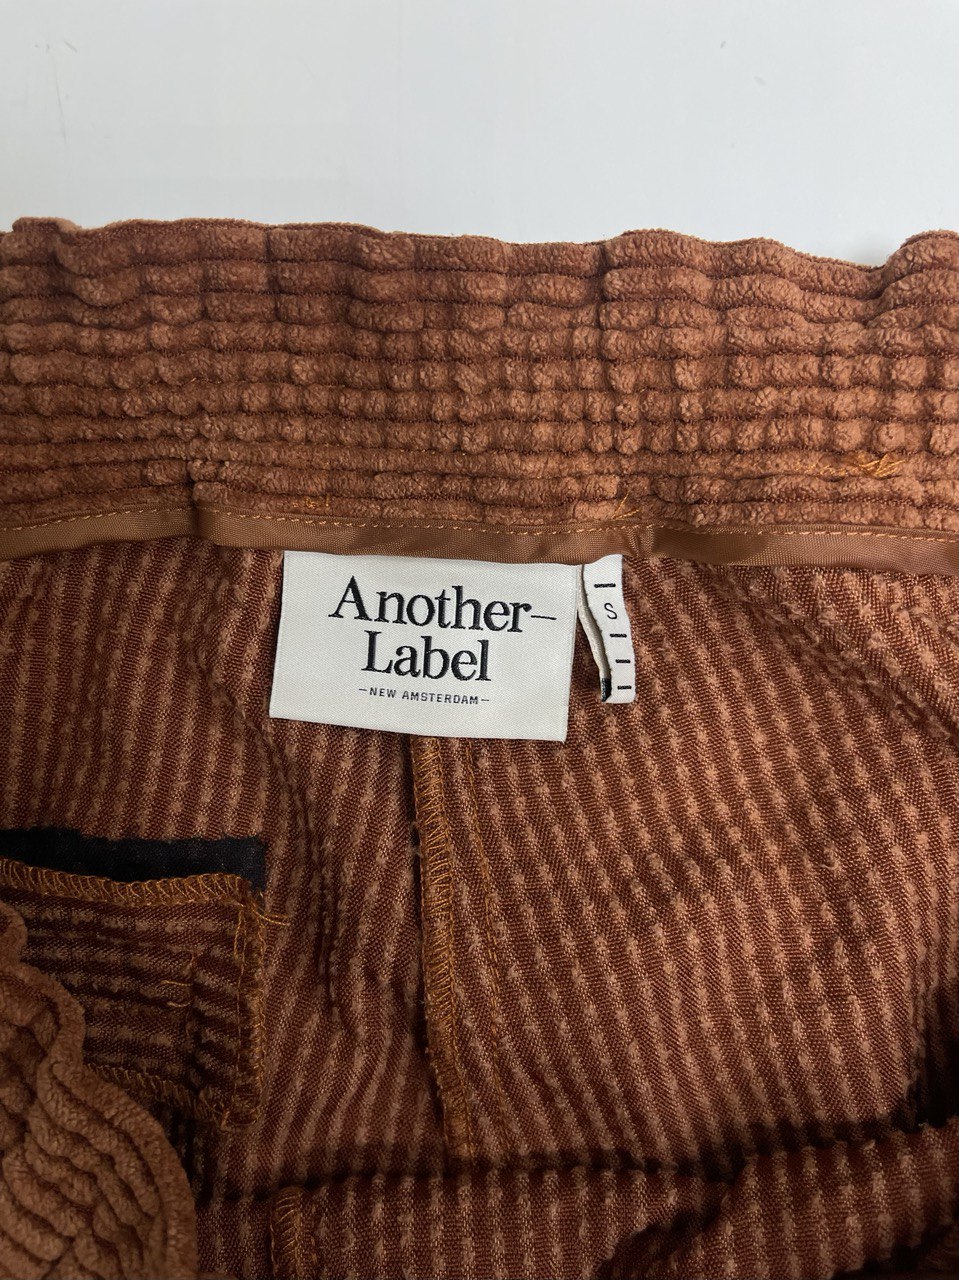 Another–
Label
–NEW AMSTERDAM–
S